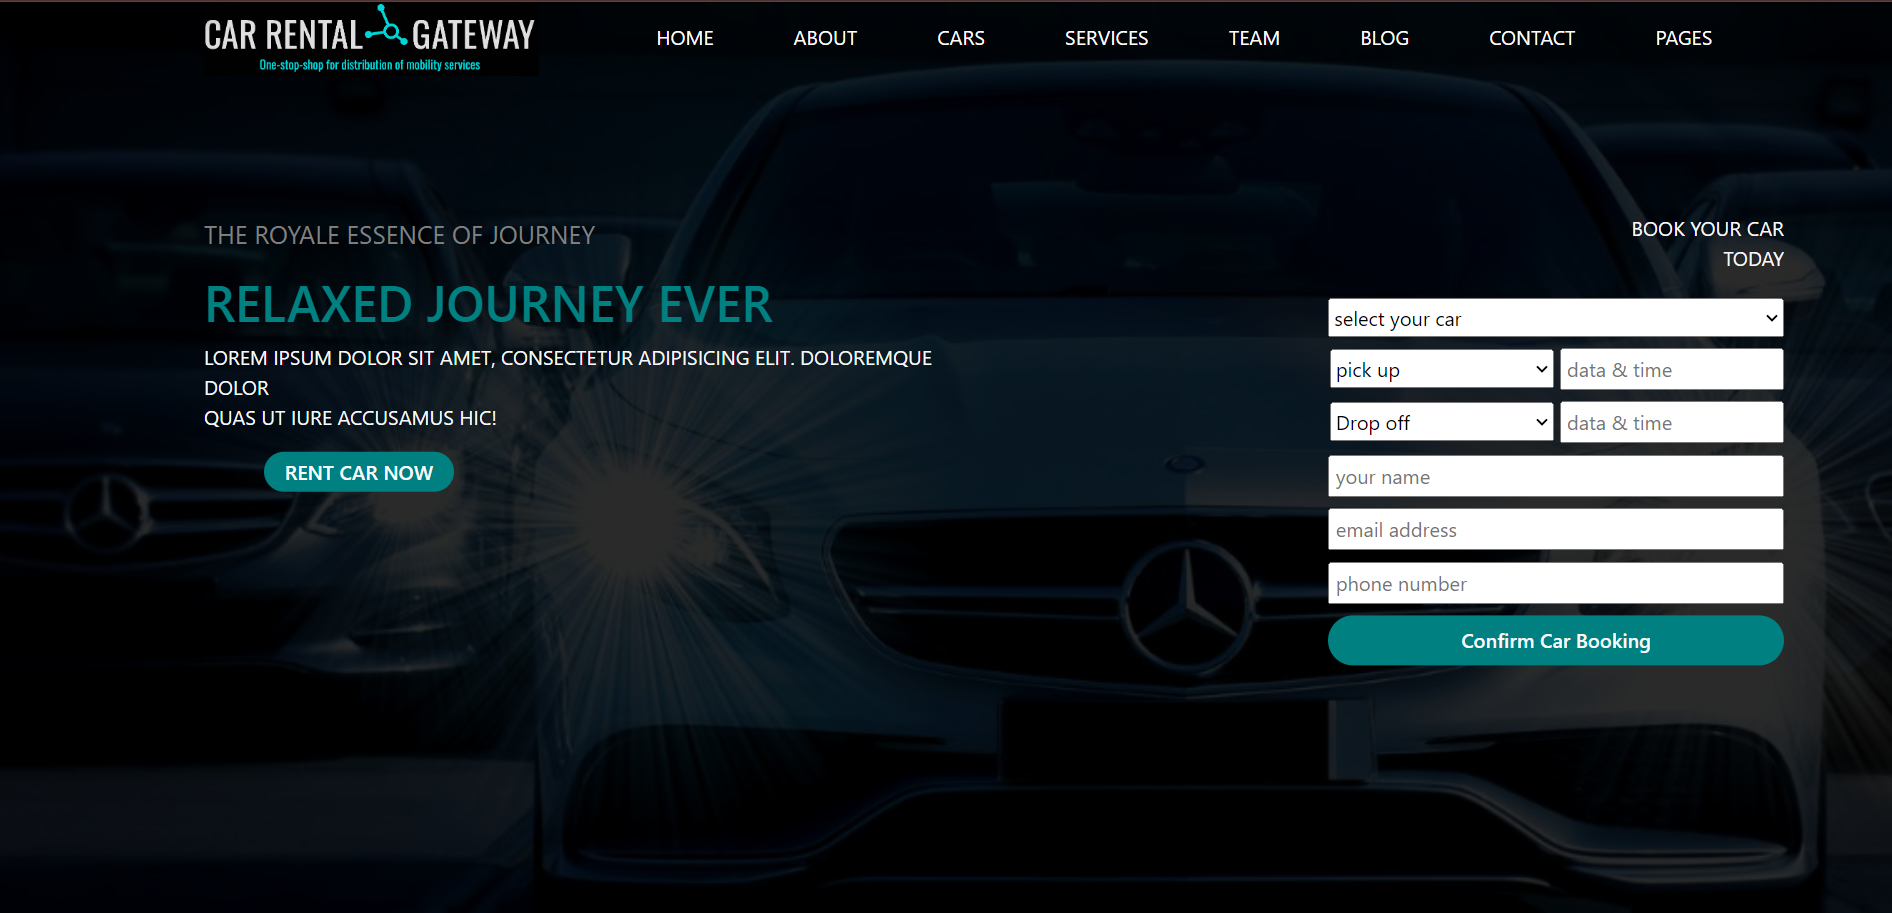 CAR RENTAL GATEWAY
One-stop-shop for distribution of mobility services
HOME ABOUT CARS SERVICES TEAM BLOG CONTACT PAGES
THE ROYALE ESSENCE OF JOURNEY
RELAXED JOURNEY EVER
LOREM IPSUM DOLOR SIT AMET, CONSECTETUR ADIPISICING ELIT. DOLOREMQUE
DOLOR
QUAS UT IURE ACCUSAMUS HIC!
RENT CAR NOW
BOOK YOUR CAR
TODAY
select your car
pick up data & time
Drop off data & time
your name
email address
phone number
Confirm Car Booking